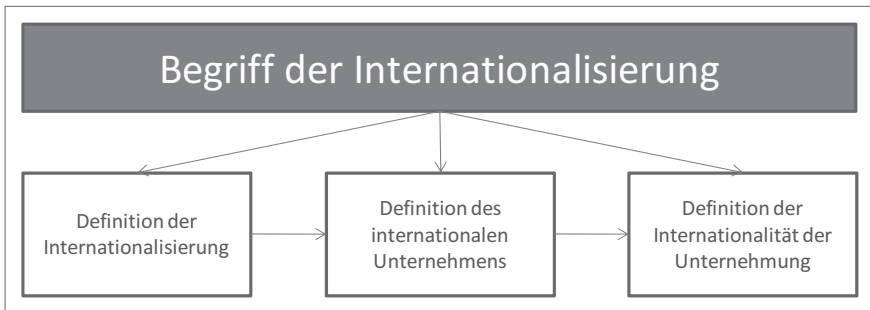 Begriff der Internationalisierung
Definition der
Internationalisierung
Definition des
internationalen
Unternehmens
Definition der
Internationalität der
Unternehmung